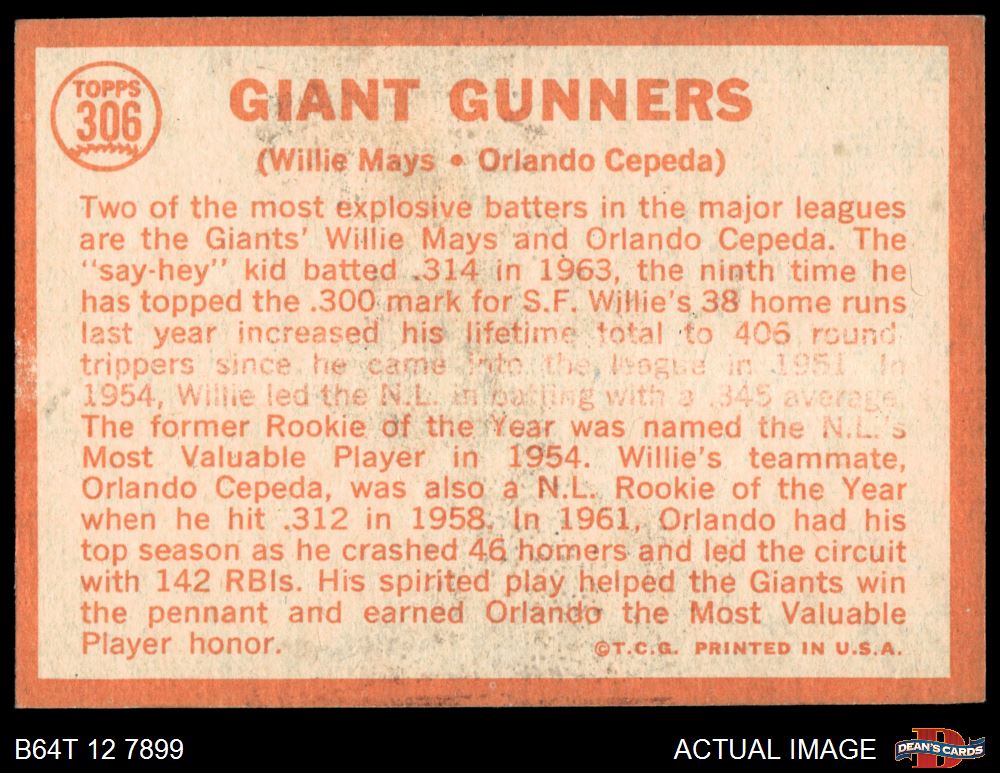 TOPPS
306
GIANT GUNNERS
(Willie Mays • Orlando Cepeda)
Two of the most explosive batters in the major leagues
are the Giants' Willie Mays and Orlando Cepeda. The
"say-hey" kid batted .314 in 1963, the ninth time he
has topped the .300 mark for S.F. Willie's 38 home runs
last year increased his lifetime total to 406 round
trippers since he came into the league in 1951. In
1954, Willie led the N.L. in batting with a .345 average.
The former Rookie of the Year was named the N.L.'s
Most Valuable Player in 1954. Willie's teammate,
Orlando Cepeda, was also a N.L. Rookie of the Year
when he hit .312 in 1958. In 1961, Orlando had his
top season as he crashed 46 homers and led the circuit
with 142 RBIs. His spirited play helped the Giants win
the pennant and earned Orlando the Most Valuable
Player honor.
©T.C.G. PRINTED IN U.S.A.
B64T 12 7899
ACTUAL IMAGE
D
DEAN'S CARDS